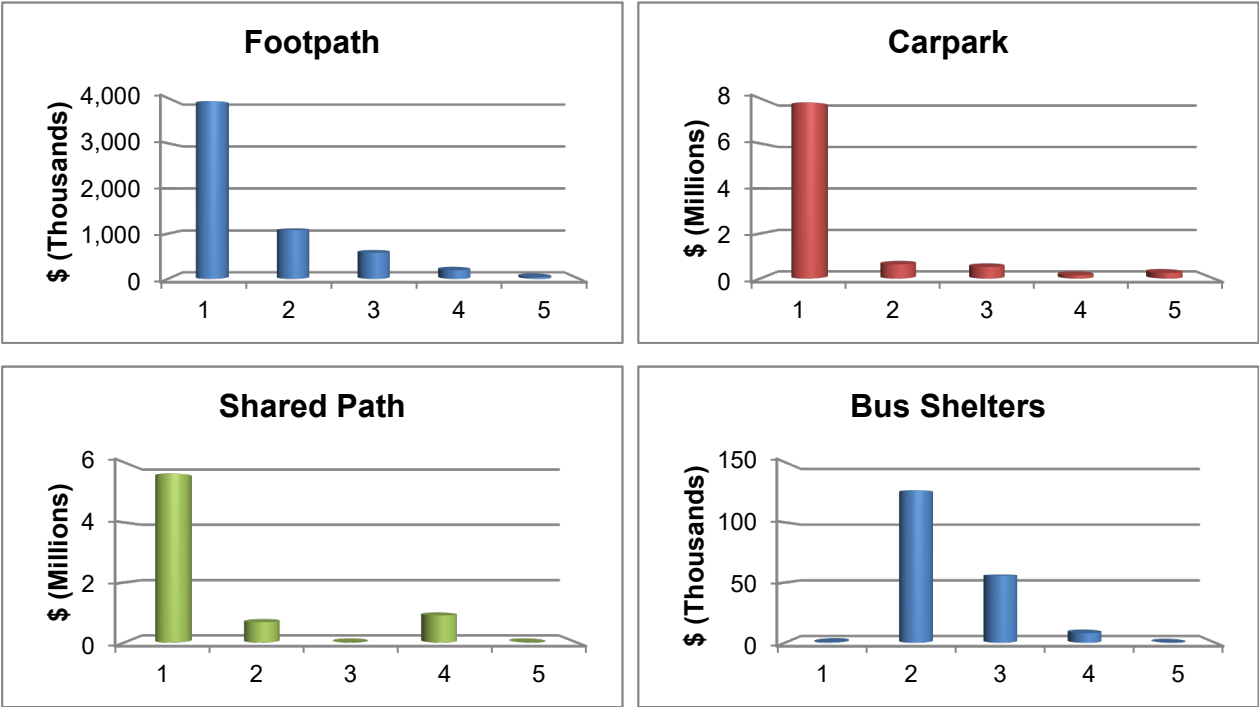 Footpath
$ (Thousands)
4,000
3,000
2,000
1,000
0
1 2 3 4 5
Carpark
$ (Millions)
8
6
4
2
0
1 2 3 4 5
Shared Path
$ (Millions)
6
4
2
0
1 2 3 4 5
Bus Shelters
$ (Thousands)
150
100
50
0
1 2 3 4 5